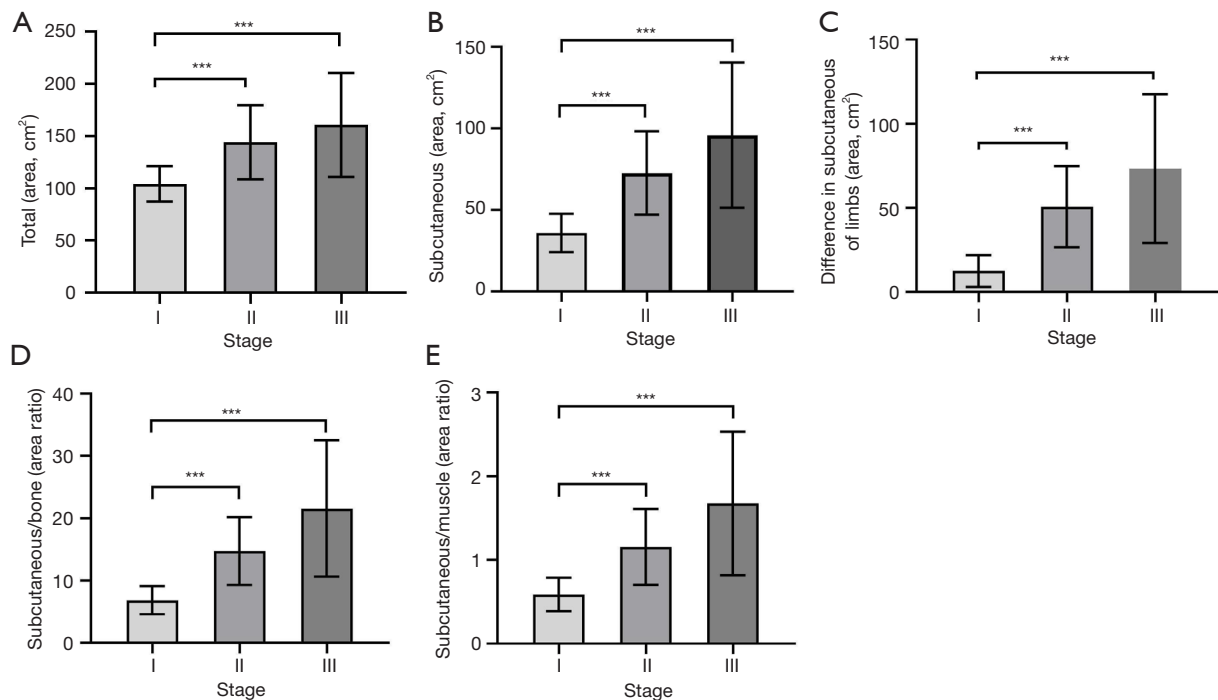 A
Total (area, cm²)
250
200
150
100
50
0
***
***
I II III
Stage
B
Subcutaneous (area, cm²)
150
100
50
0
***
***
I II III
Stage
C
Difference in subcutaneous
of limbs (area, cm²)
150
100
50
0
***
***
I II III
Stage
D
Subcutaneous/bone (area ratio)
40
30
20
10
0
***
***
I II III
Stage
E
Subcutaneous/muscle (area ratio)
3
2
1
0
***
***
I II III
Stage